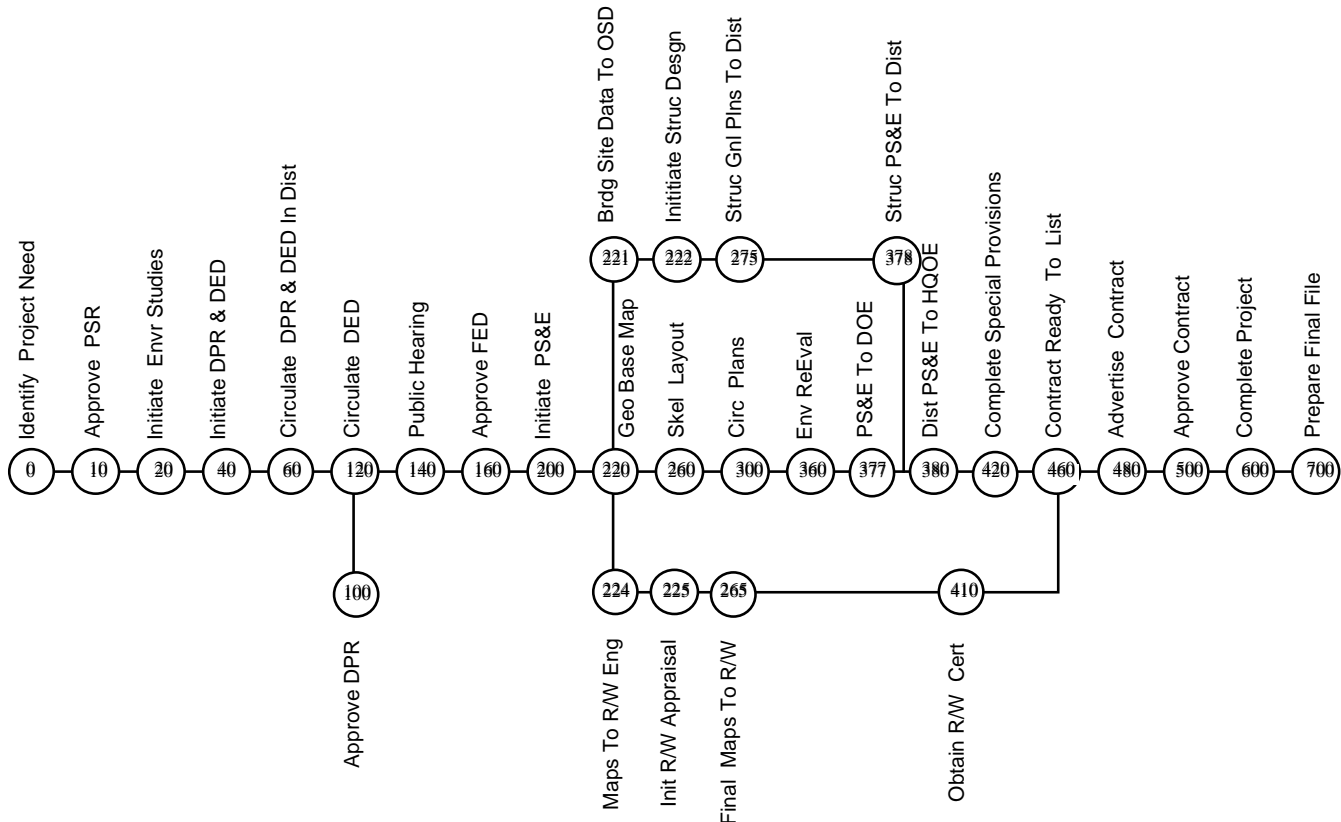 Brdg Site Data To OSD
221
Inititiate Struc Desgn
222
Struc Gnl Plns To Dist
275
Struc PS&E To Dist
378
Identify Project Need
0
Approve PSR
10
Initiate Envr Studies
20
Initiate DPR & DED
40
Circulate DPR & DED In Dist
60
Circulate DED
120
Public Hearing
140
Approve FED
160
Initiate PS&E
200
Geo Base Map
220
Skel Layout
260
Circ Plans
300
Env ReEval
360
PS&E To DOE
377
Dist PS&E To HQOE
380
Complete Special Provisions
420
Contract Ready To List
460
Advertise Contract
480
Approve Contract
500
Complete Project
600
Prepare Final File
700
100
Approve DPR
224
Maps To R/W Eng
225
Init R/W Appraisal
265
Final Maps To R/W
410
Obtain R/W Cert